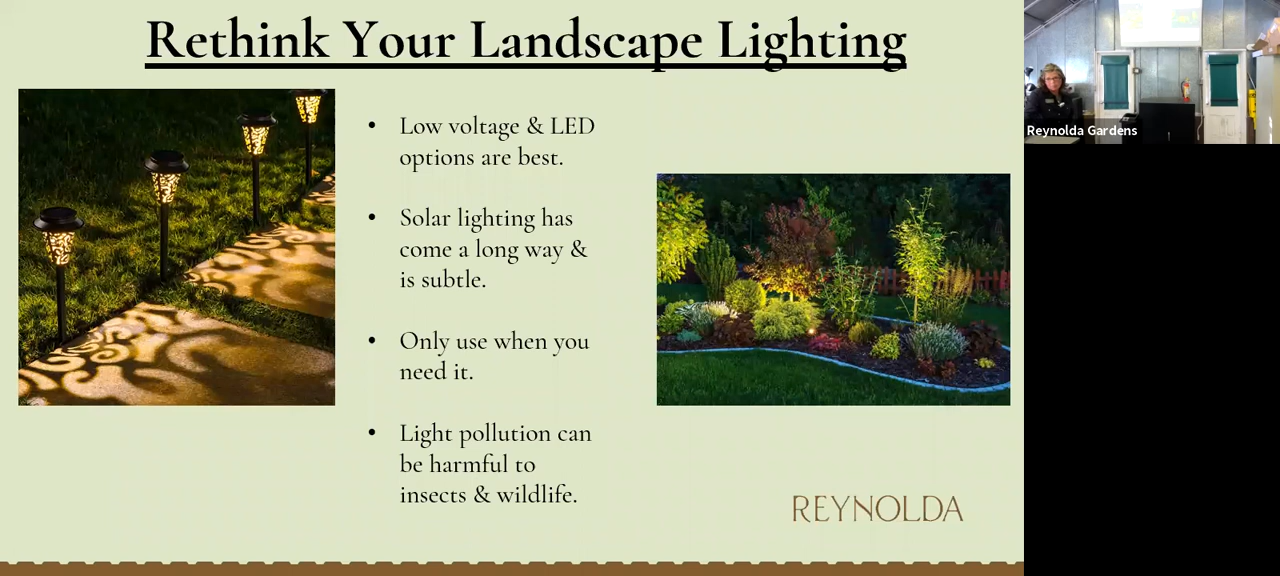 Rethink Your Landscape Lighting
• Low voltage & LED
options are best.
• Solar lighting has
come a long way &
is subtle.
• Only use when you
need it.
• Light pollution can
be harmful to
insects & wildlife.
REYNOLDA
Reynolda Gardens